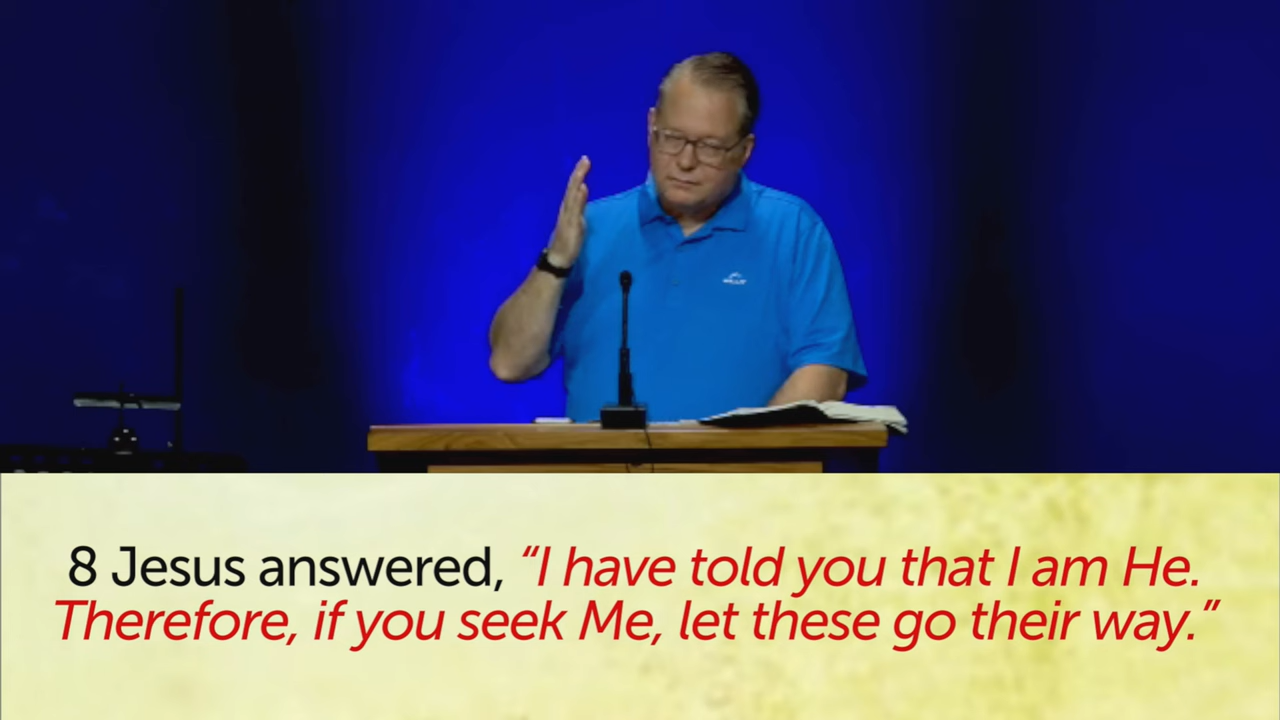 8 Jesus answered, “I have told you that I am He.
Therefore, if you seek Me, let these go their way.”